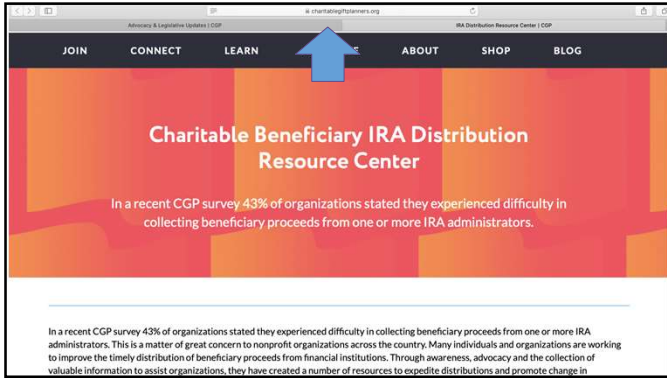 charitablegiftplanners.org
Advocacy & Legislative Updates | CGP
IRA Distribution Resource Center | CGP
JOIN CONNECT LEARN ABOUT SHOP BLOG
Charitable Beneficiary IRA Distribution
Resource Center
In a recent CGP survey 43% of organizations stated they experienced difficulty in
collecting beneficiary proceeds from one or more IRA administrators.
In a recent CGP survey 43% of organizations stated they experienced difficulty in collecting beneficiary proceeds from one or more IRA
administrators. This is a matter of great concern to nonprofit organizations across the country. Many individuals and organizations are working
to improve the timely distribution of beneficiary proceeds from financial institutions. Through awareness, advocacy and the collection of
valuable information to assist organizations, they have created a number of resources to expedite distributions and promote change in